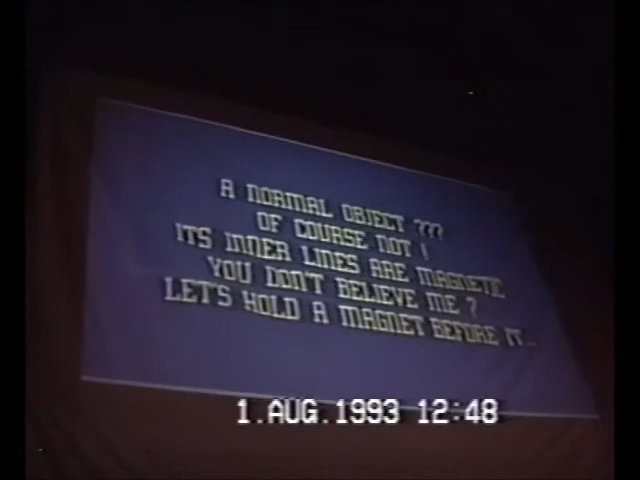 A NORMAL OBJECT ???
OF COURSE NOT !
ITS INNER LINES ARE MAGNETIC
YOU DON'T BELIEVE ME ?
LET'S HOLD A MAGNET BEFORE IT...
1.AUG.1993 12:48